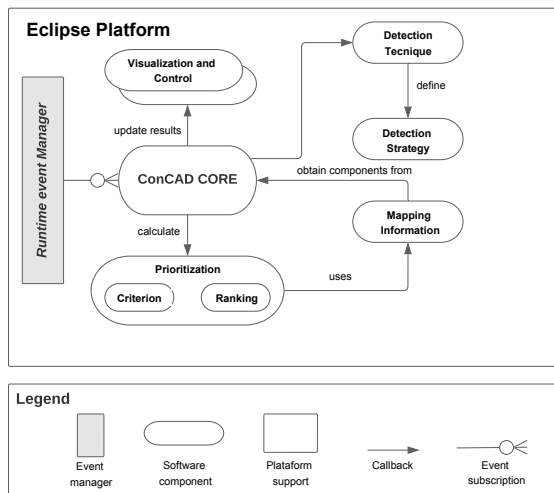 Eclipse Platform
Visualization and
Control
Detection
Tecnique
define
update results
Detection
Strategy
Runtime event Manager
ConCAD CORE
obtain components from
calculate
Mapping
Information
Prioritization
uses
Criterion
Ranking
Legend
Event
manager
Software
component
Plataform
support
Callback
Event
subscription